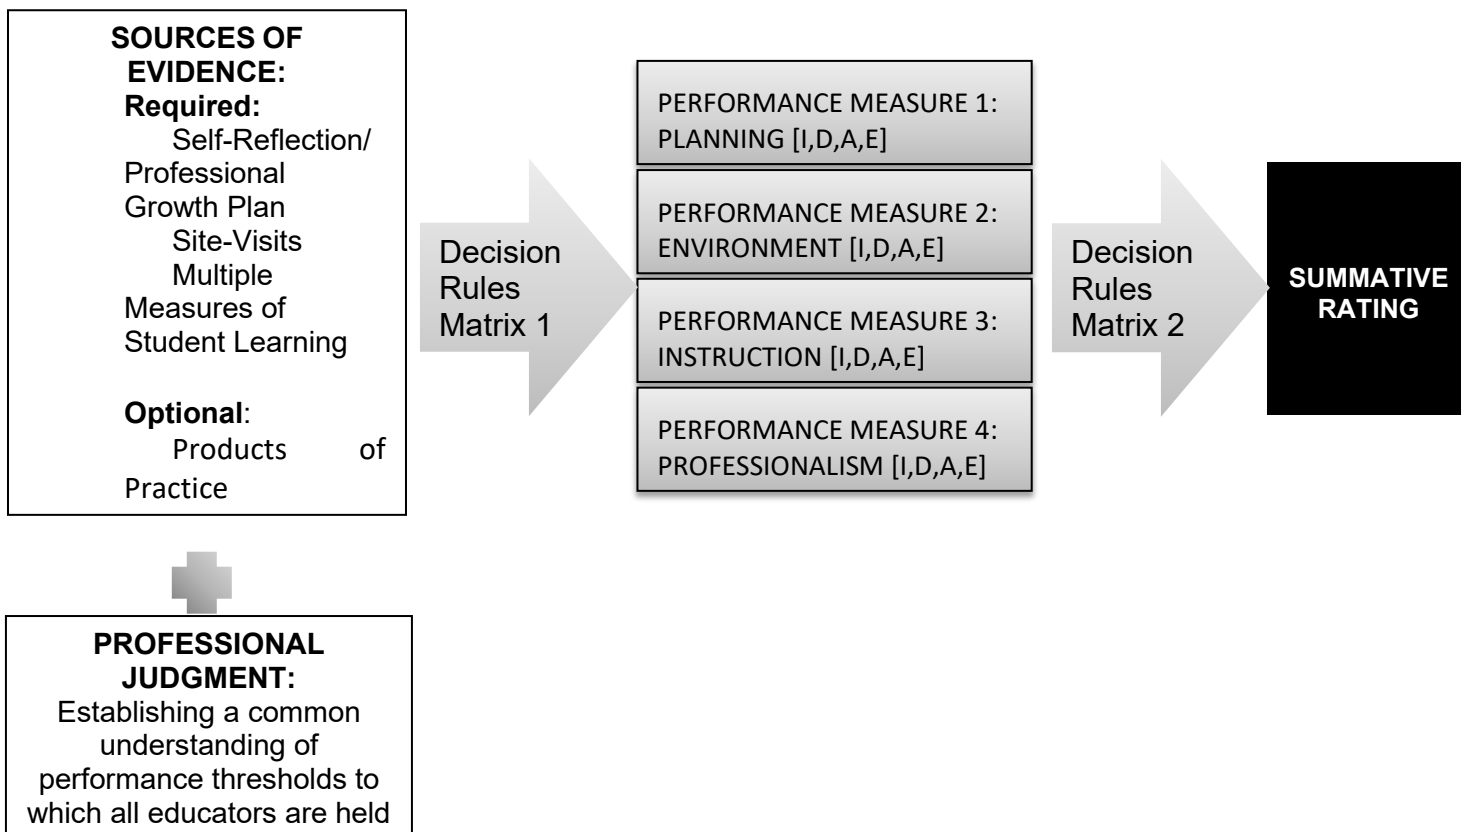 SOURCES OF
EVIDENCE:
Required:
Self-Reflection/
Professional
Growth Plan
Site-Visits
Multiple
Measures of
Student Learning
Optional:
Products of
Practice
PROFESSIONAL
JUDGMENT:
Establishing a common
understanding of
performance thresholds to
which all educators are held
Decision
Rules
Matrix 1
PERFORMANCE MEASURE 1:
PLANNING [I,D,A,E]
PERFORMANCE MEASURE 2:
ENVIRONMENT [I,D,A,E]
PERFORMANCE MEASURE 3:
INSTRUCTION [I,D,A,E]
PERFORMANCE MEASURE 4:
PROFESSIONALISM [I,D,A,E]
Decision
Rules
Matrix 2
SUMMATIVE
RATING